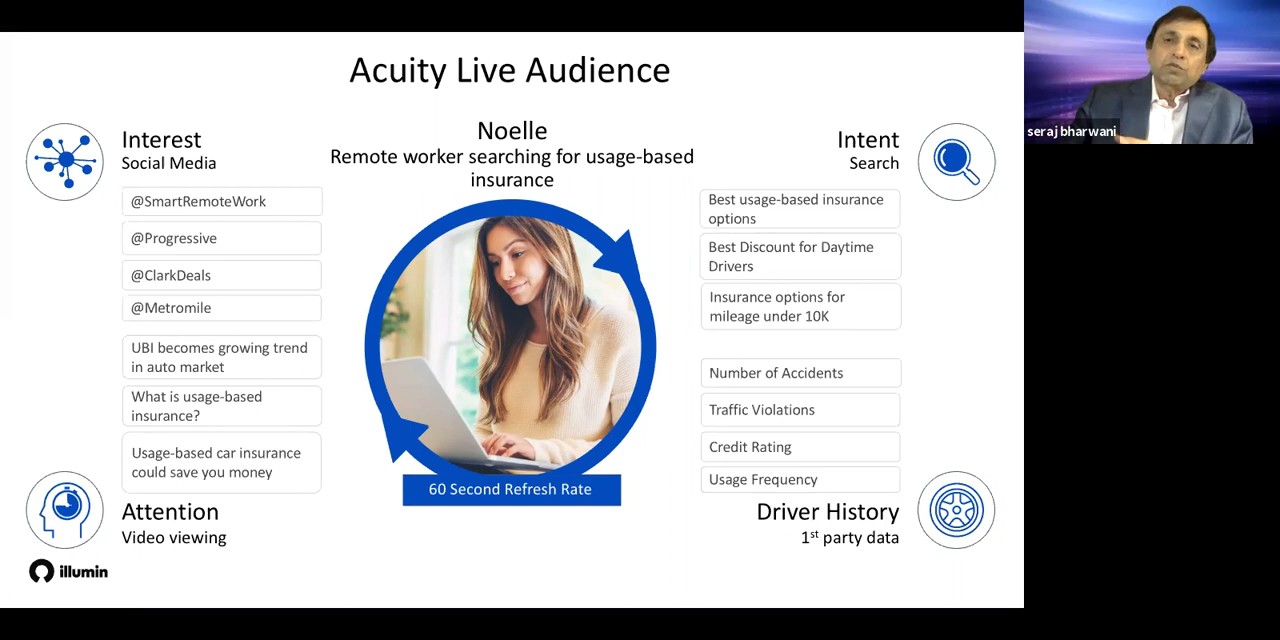 Acuity Live Audience
Interest
Social Media
@SmartRemoteWork
@Progressive
@ClarkDeals
@Metromile
UBI becomes growing trend
in auto market
What is usage-based
insurance?
Usage-based car insurance
could save you money
Attention
Video viewing
illumin
Noelle
Remote worker searching for usage-based
insurance
60 Second Refresh Rate
Intent
Search
Best usage-based insurance
options
Best Discount for Daytime
Drivers
Insurance options for
mileage under 10K
Number of Accidents
Traffic Violations
Credit Rating
Usage Frequency
Driver History
1st party data
seraj bharwani